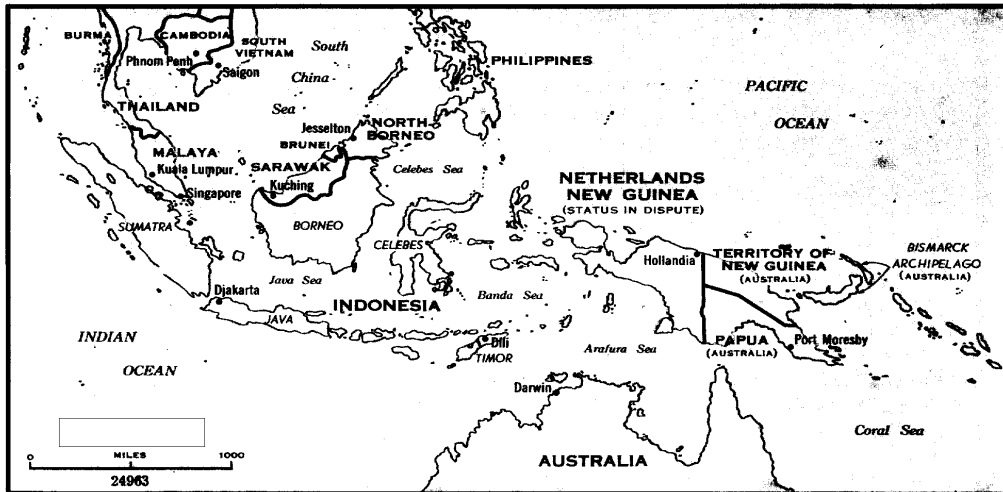 BURMA
CAMBODIA
SOUTH
VIETNAM
Phnom Penh
Saigon
South
China
Sea
PHILIPPINES
PACIFIC
OCEAN
THAILAND
Jesselton
NORTH
BORNEO
BRUNEI
MALAYA
Kuala Lumpur
SARAWAK
Kuching
Celebes Sea
Singapore
NETHERLANDS
NEW GUINEA
(STATUS IN DISPUTE)
SUMATRA
BORNEO
CELEBES
Hollandia
TERRITORY OF
NEW GUINEA
(AUSTRALIA)
BISMARCK
ARCHIPELAGO
(AUSTRALIA)
Java Sea
Djakarta
INDONESIA
Banda Sea
JAVA
INDIAN
OCEAN
Dili
TIMOR
Arafura Sea
PAPUA
(AUSTRALIA)
Port Moresby
Darwin
Coral Sea
AUSTRALIA
0 MILES 1000
24963